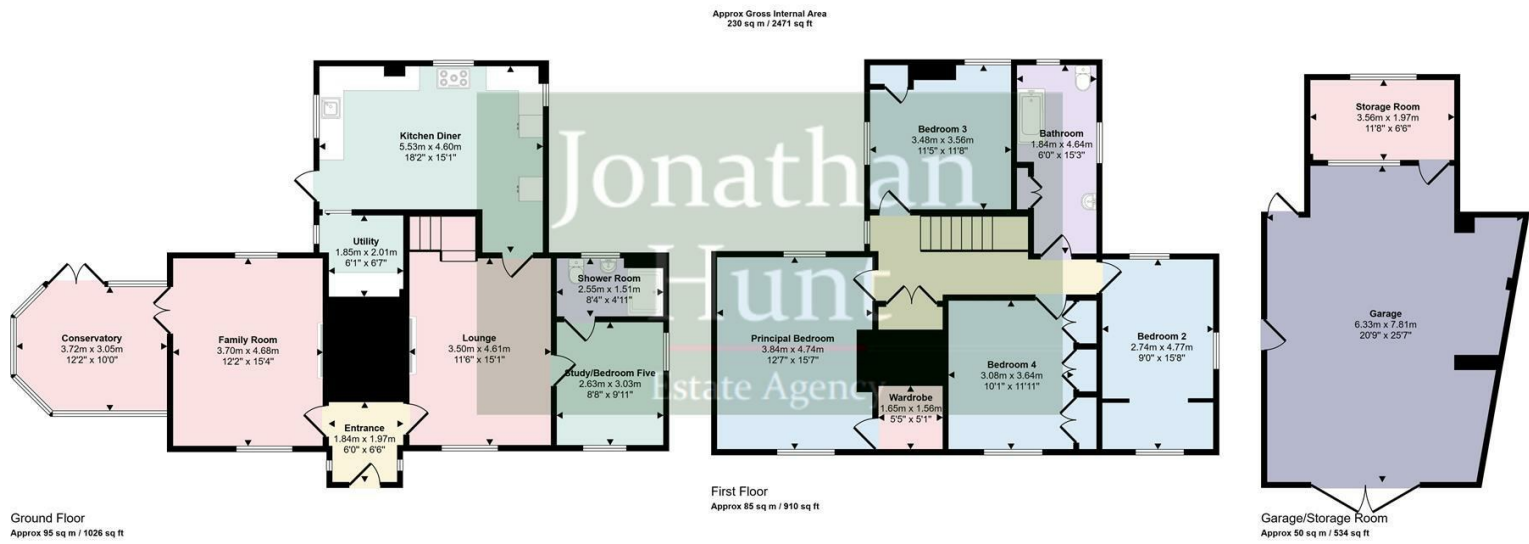 Approx Gross Internal Area
230 sq m / 2471 sq ft
Kitchen Diner
5.53m x 4.60m
18'2" x 15'1"
Utility
1.85m x 2.01m
6'1" x 6'7"
Conservatory
3.72m x 3.05m
12'2" x 10'0"
Family Room
3.70m x 4.68m
12'2" x 15'4"
Lounge
3.50m x 4.61m
11'6" x 15'1"
Shower Room
2.55m x 1.51m
8'4" x 4'11"
Study/Bedroom Five
2.63m x 3.03m
8'8" x 9'11"
Entrance
1.84m x 1.97m
6'0" x 6'6"
Ground Floor
Approx 95 sq m / 1026 sq ft
Jonathan
Hunt
Estate Agency
Bedroom 3
3.48m x 3.56m
11'5" x 11'8"
Bathroom
1.84m x 4.64m
6'0" x 15'3"
Principal Bedroom
3.84m x 4.74m
12'7" x 15'7"
Wardrobe
1.65m x 1.56m
5'5" x 5'1"
Bedroom 4
3.08m x 3.64m
10'1" x 11'11"
Bedroom 2
2.74m x 4.77m
9'0" x 15'8"
First Floor
Approx 85 sq m / 910 sq ft
Storage Room
3.56m x 1.97m
11'8" x 6'6"
Garage
6.33m x 7.81m
20'9" x 25'7"
Garage/Storage Room
Approx 50 sq m / 534 sq ft